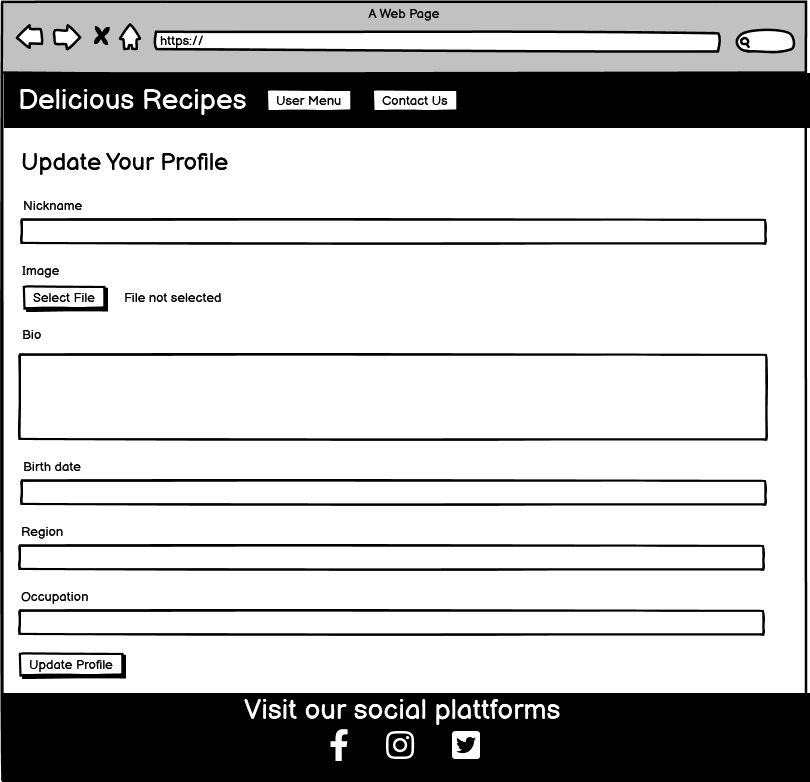 A Web Page
https://
Delicious Recipes
User Menu
Contact Us
Update Your Profile
Nickname
Image
Select File
File not selected
Bio
Birth date
Region
Occupation
Update Profile
Visit our social plattforms